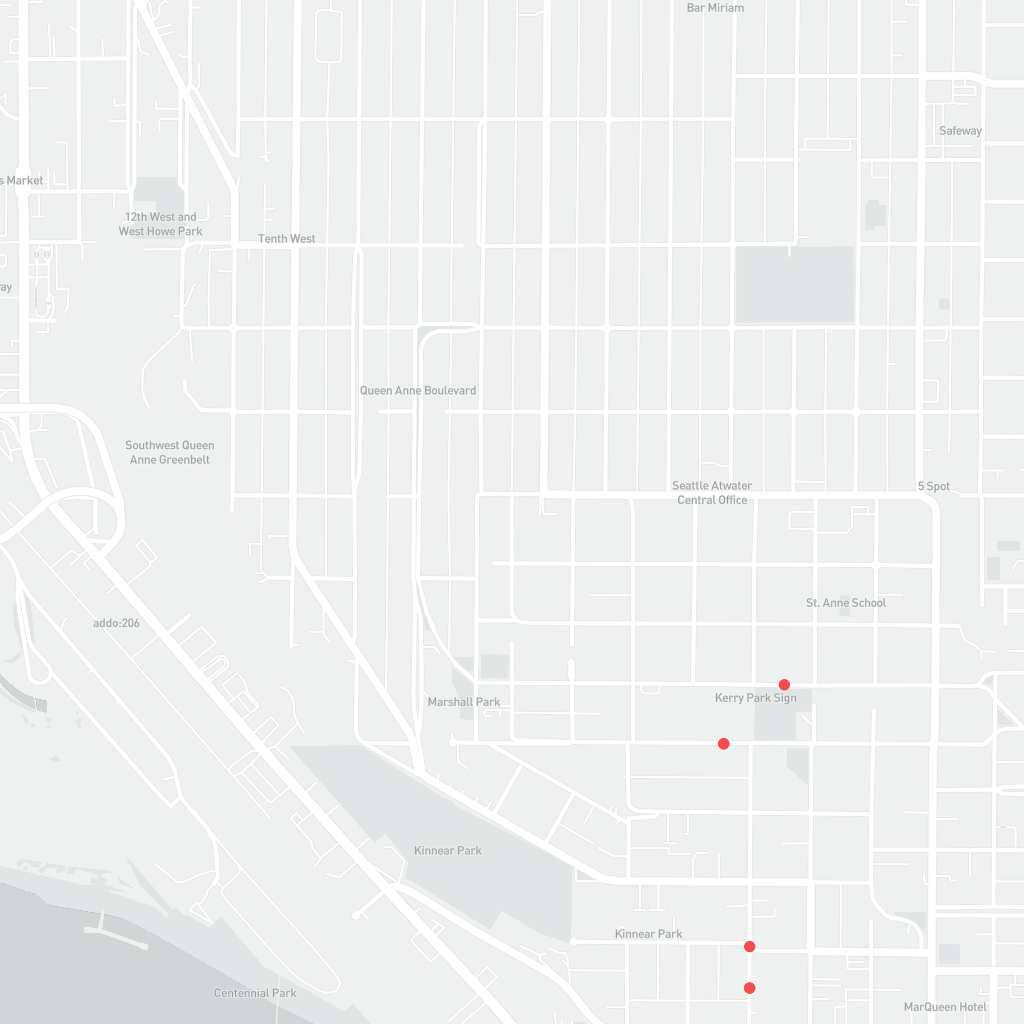 Bar Miriam
Safeway
s Market
12th West and
West Howe Park
Tenth West
ay
Queen Anne Boulevard
Southwest Queen
Anne Greenbelt
Seattle Atwater
Central Office
5 Spot
St. Anne School
addo:206
Kerry Park Sign
Marshall Park
Kinnear Park
Kinnear Park
Centennial Park
MarQueen Hotel